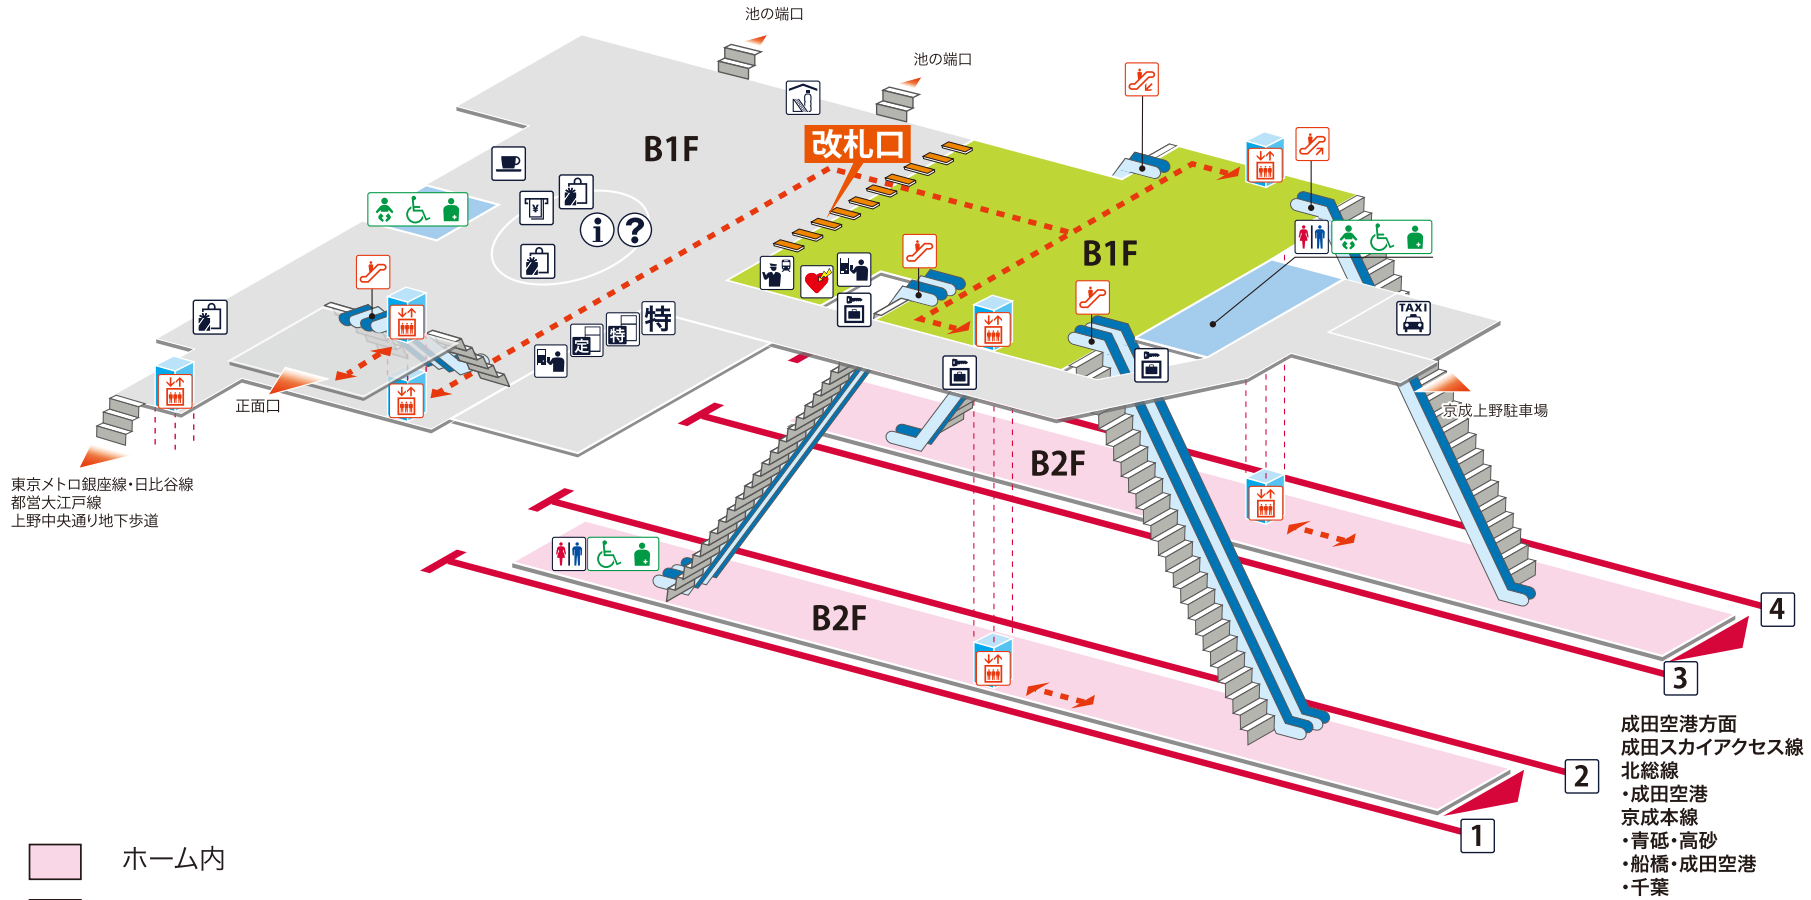 池の端口
池の端口
B1F
改札口
B1F
¥
i
?
特
特
定
TAXI
正面口
京成上野駐車場
東京メトロ銀座線・日比谷線
都営大江戸線
上野中央通り地下歩道
B2F
B2F
4
3
2
1
成田空港方面
成田スカイアクセス線
北総線
・成田空港
京成本線
・青砥・高砂
・船橋・成田空港
・千葉
ホーム内